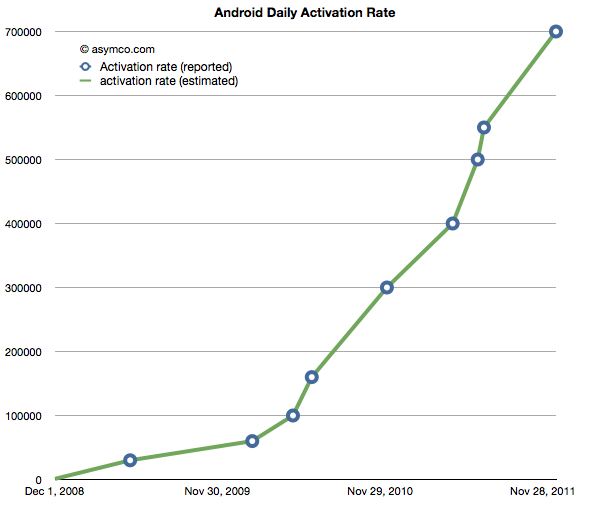 Android Daily Activation Rate
700000
© asymco.com
Activation rate (reported)
activation rate (estimated)
600000
500000
400000
300000
200000
100000
0
Dec 1, 2008 Nov 30, 2009 Nov 29, 2010 Nov 28, 2011